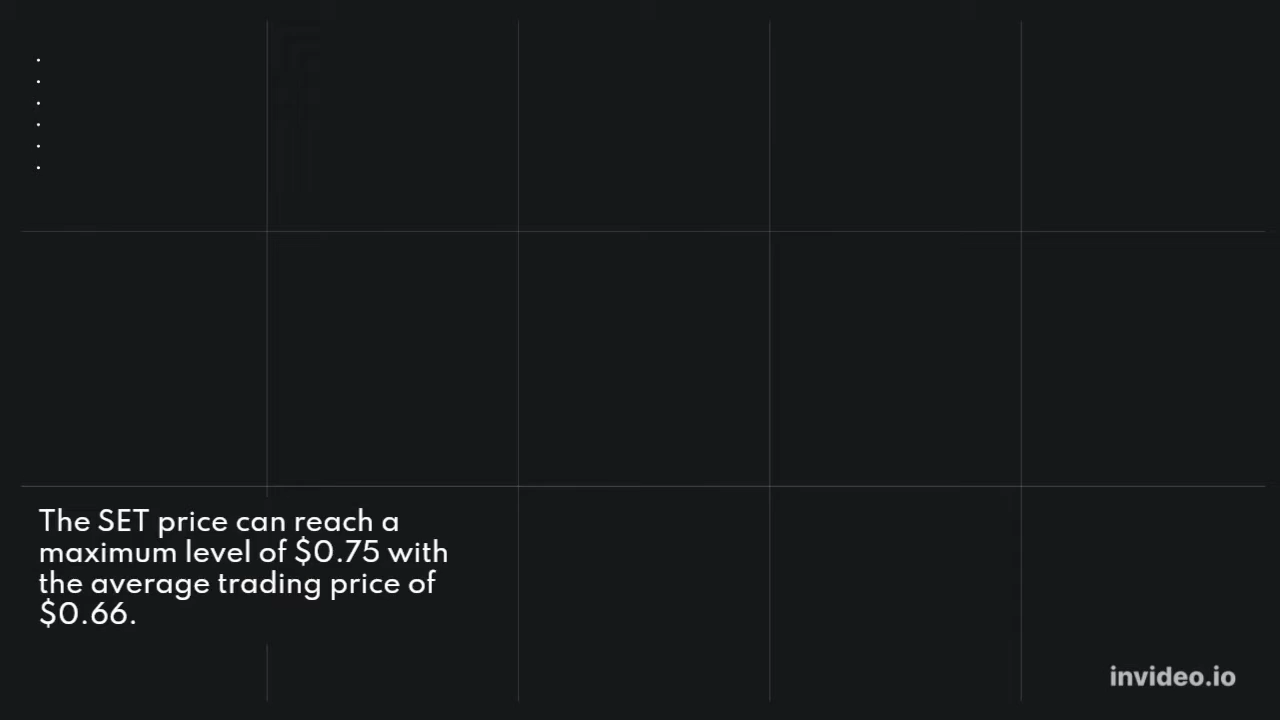 The SET price can reach a
maximum level of $0.75 with
the average trading price of
$0.66.
invideo.io